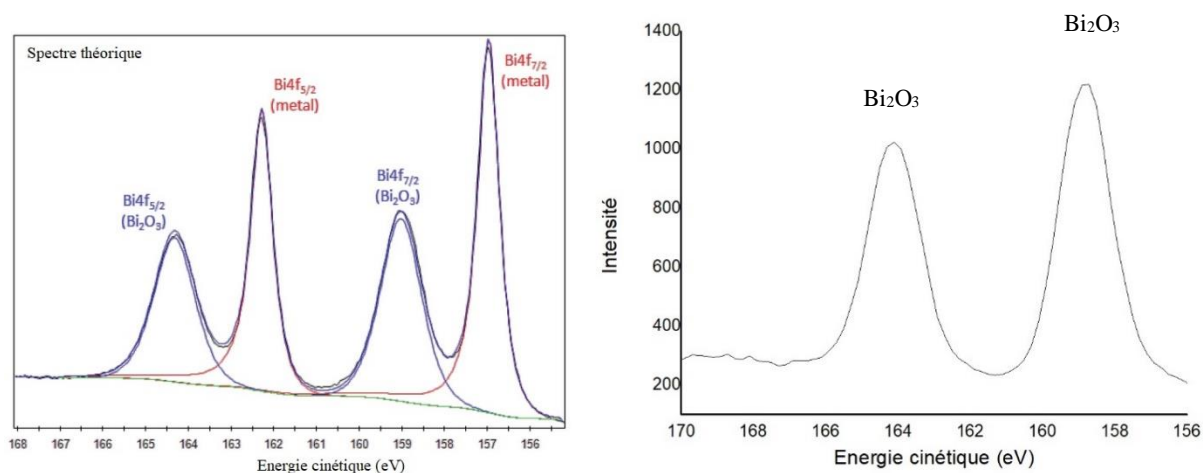 Spectre théorique
Bi4f₇/₂
(metal)
Bi4f₅/₂
(metal)
Bi4f₇/₂
(Bi₂O₃)
Bi4f₅/₂
(Bi₂O₃)
168 167 166 165 164 163 162 161 160 159 158 157 156
Energie cinétique (eV)
Bi₂O₃
Bi₂O₃
1400
1200
1000
800
600
400
200
Intensité
170 168 166 164 162 160 158 156
Energie cinétique (eV)